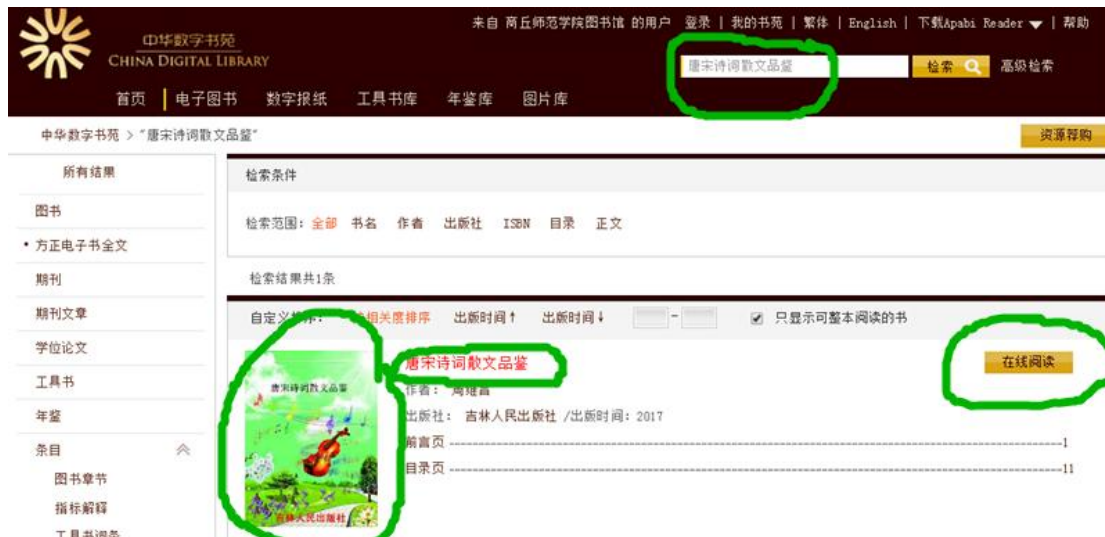 来自 商丘师范学院图书馆 的用户 登录 | 我的书苑 | 繁体 | English | 下载Apabi Reader | 帮助
中华数字书苑
CHINA DIGITAL LIBRARY
唐宋诗词散文品鉴
检索
高级检索
首页 电子图书 数字报纸 工具书库 年鉴库 图片库
中华数字书苑 > "唐宋诗词散文品鉴"
资源荐购
所有结果
图书
• 方正电子书全文
期刊
期刊文章
学位论文
工具书
年鉴
条目
图书章节
指标解释
工具书词条
检索条件
检索范围: 全部 书名 作者 出版社 ISBN 目录 正文
检索结果共1条
自定义排序: 相关度排序 出版时间↑ 出版时间↓ - 只显示可整本阅读的书
唐宋诗词散文品鉴
吉林人民出版社
唐宋诗词散文品鉴
在线阅读
作者:
出版社: 吉林人民出版社 /出版时间: 2017
前言页 1
目录页 11